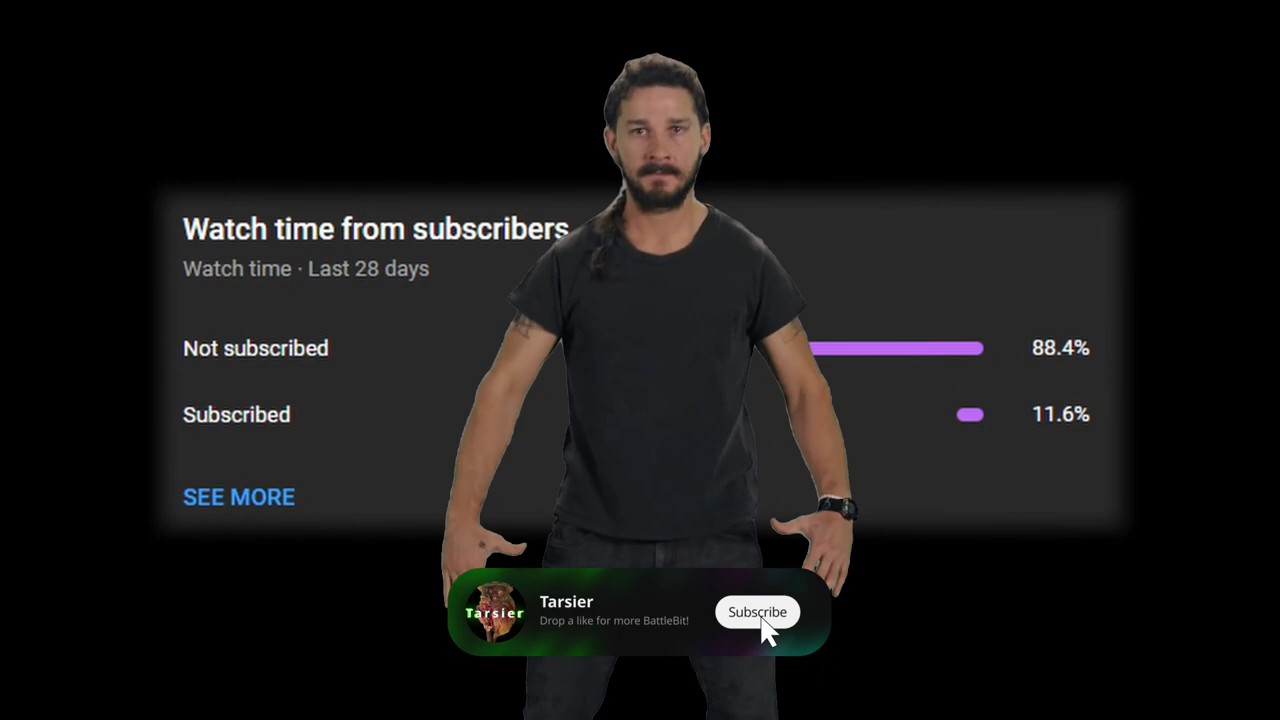 Watch time from subscribers
Watch time · Last 28 days
Not subscribed 88.4%
Subscribed 11.6%
SEE MORE
Tarsier
Tarsier
Drop a like for more BattleBit!
Subscribe